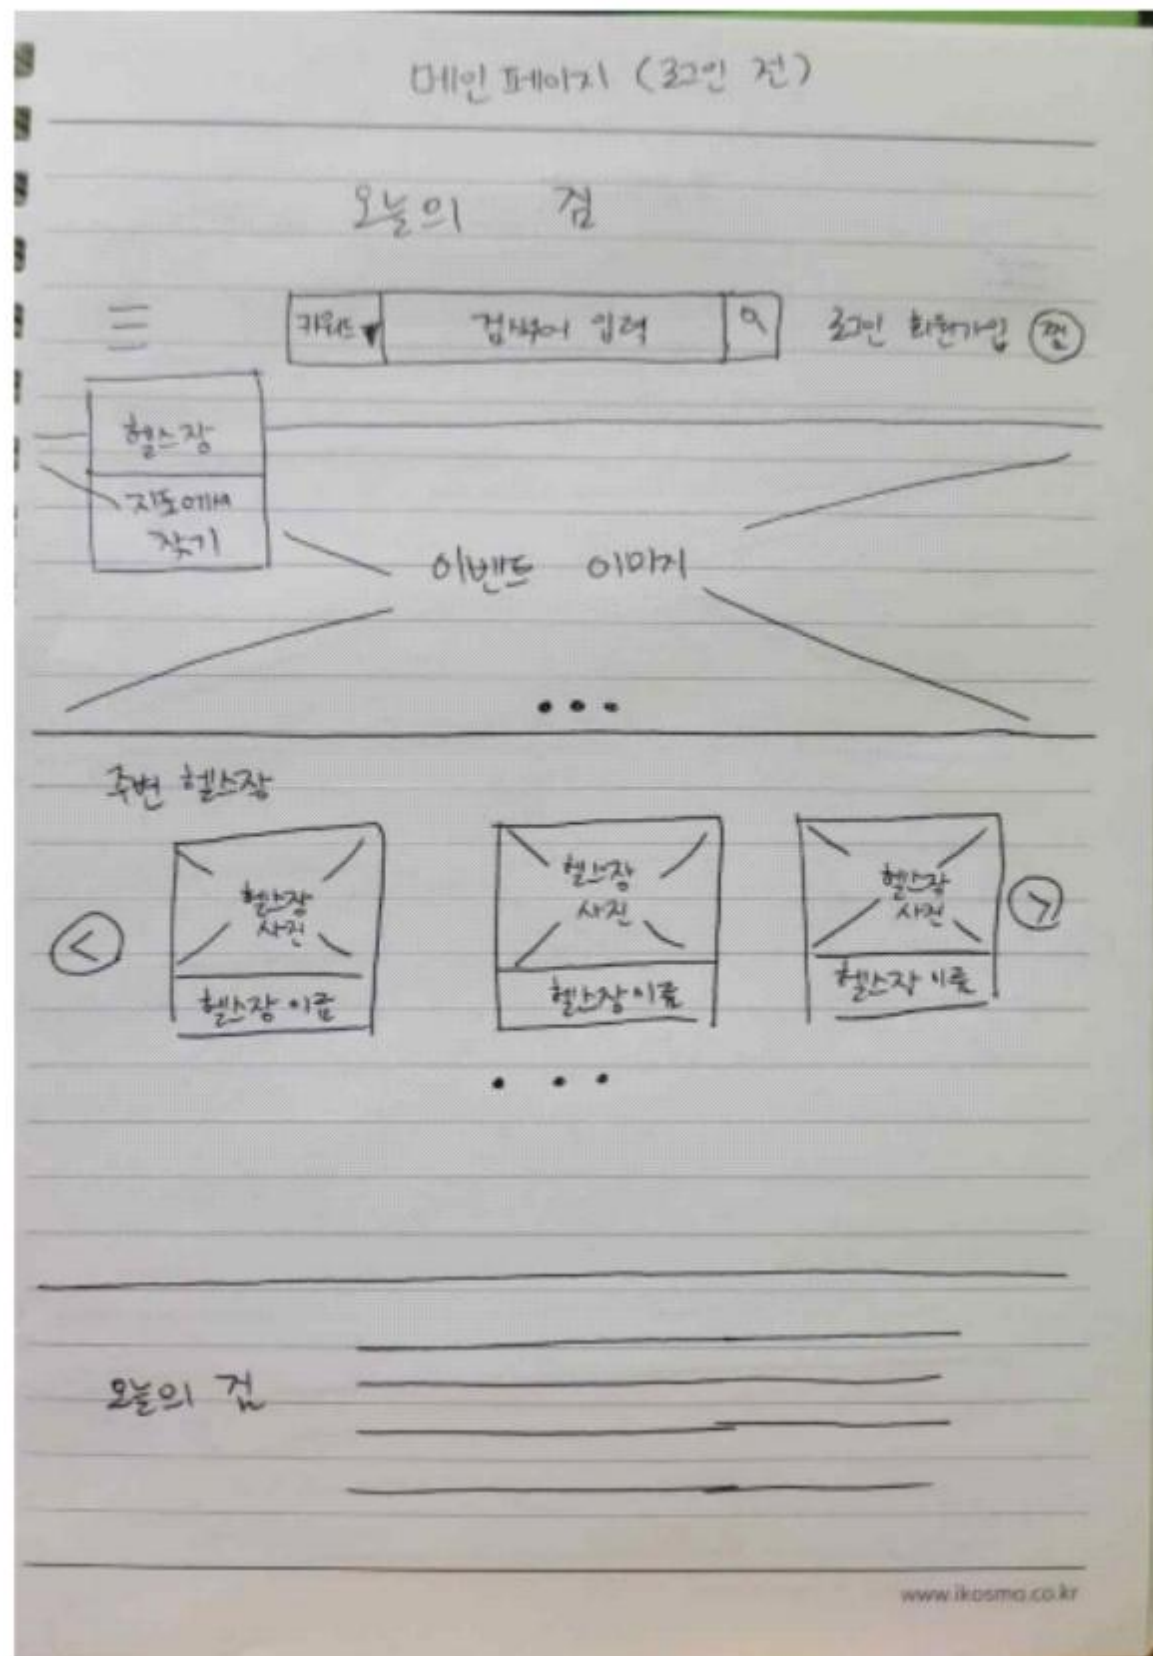 메인 페이지 (로그인 전)
오늘의 짐
키워드 ▼ 검색어 입력 로그인 회원가입 찜
헬스장
지도에서
찾기
이벤트 이미지
주변 헬스장
헬스장
사진
헬스장
사진
헬스장
사진
<
>
헬스장 이름
헬스장 이름
헬스장 이름
오늘의 짐
www.ikosmo.co.kr